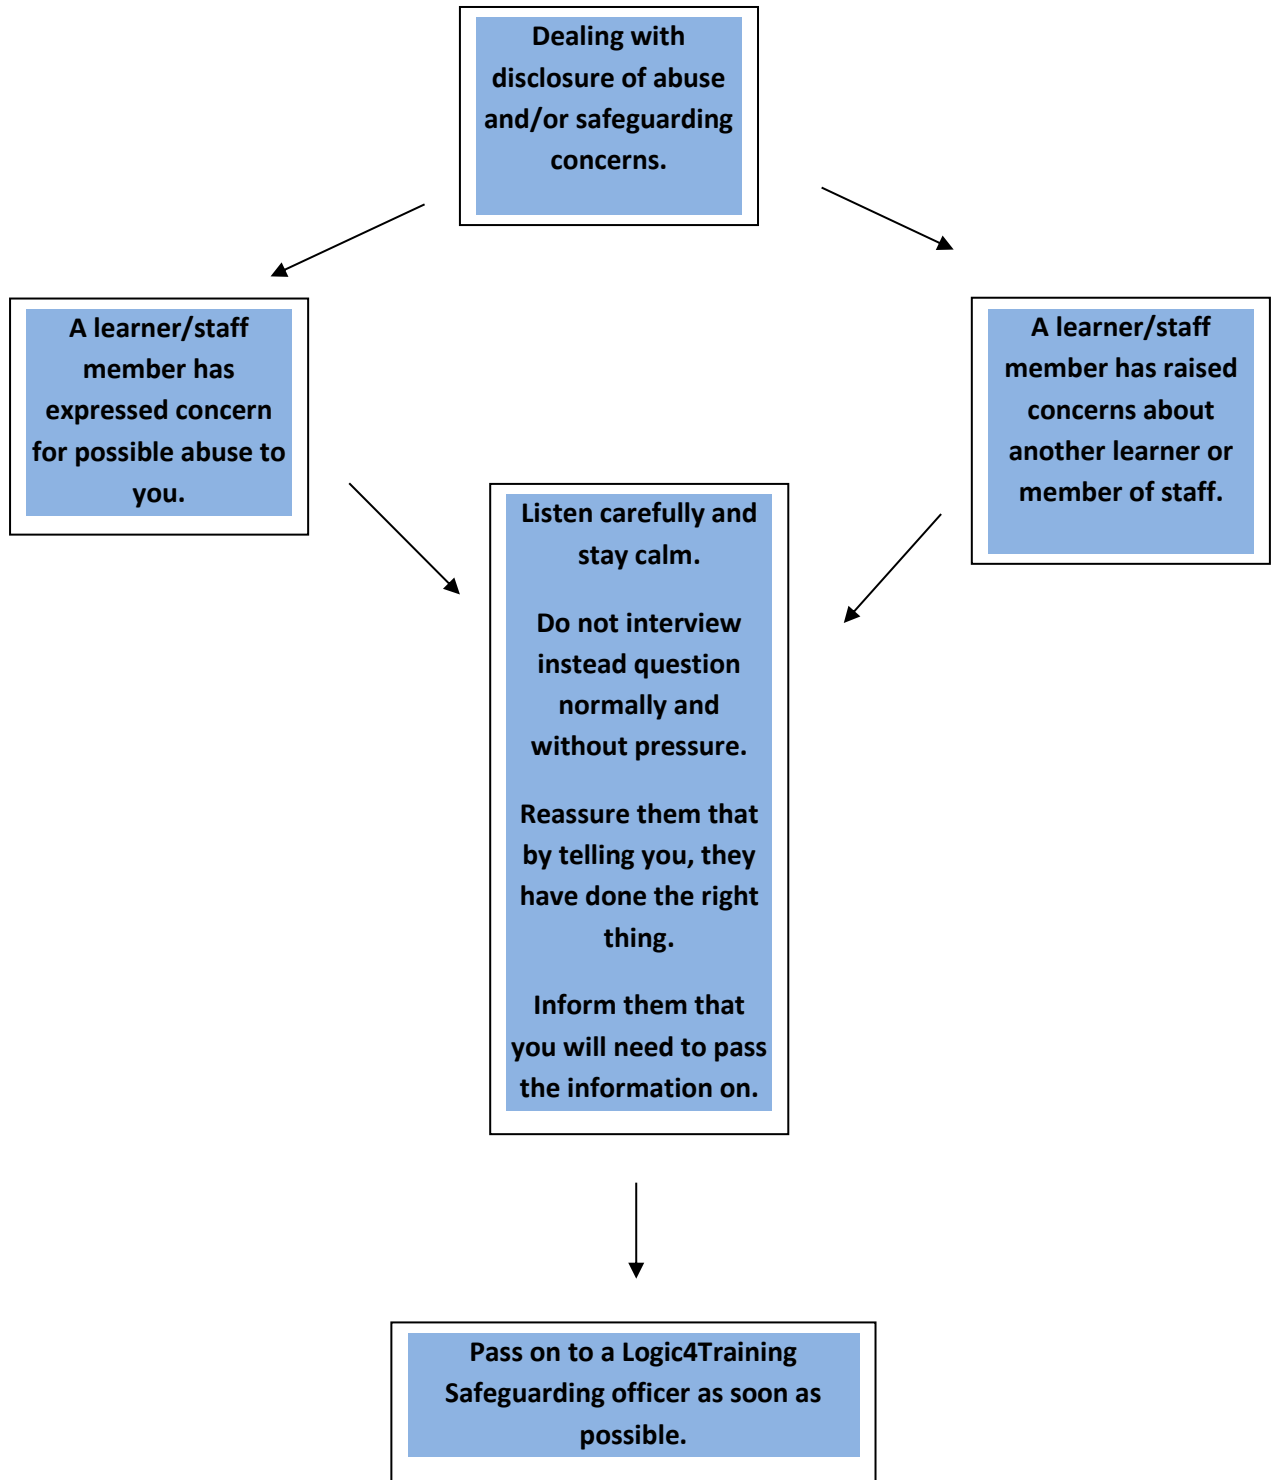 Dealing with
disclosure of abuse
and/or safeguarding
concerns.
A learner/staff
member has
expressed concern
for possible abuse to
you.
A learner/staff
member has raised
concerns about
another learner or
member of staff.
Listen carefully and
stay calm.
Do not interview
instead question
normally and
without pressure.
Reassure them that
by telling you, they
have done the right
thing.
Inform them that
you will need to pass
the information on.
Pass on to a Logic4Training
Safeguarding officer as soon as
possible.